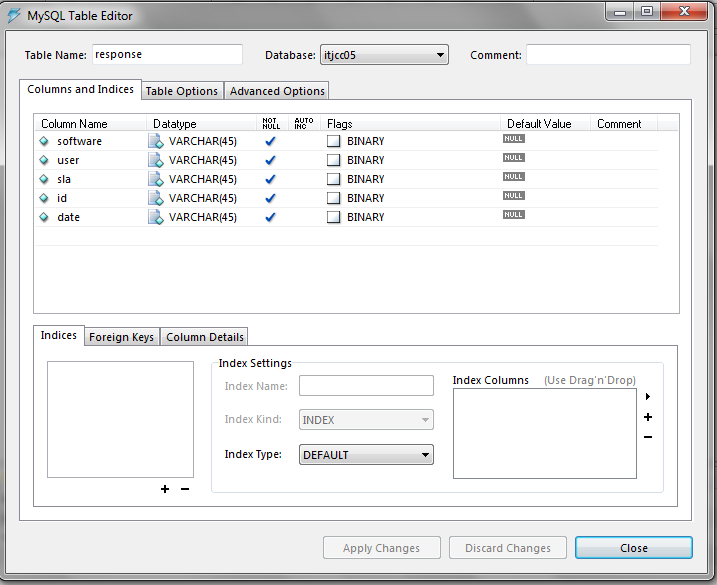 MySQL Table Editor
Table Name: response Database: itjcc05 Comment:
Columns and Indices Table Options Advanced Options
Column Name Datatype NOT NULL AUTO INC Flags Default Value Comment
software VARCHAR(45) BINARY NULL
user VARCHAR(45) BINARY NULL
sla VARCHAR(45) BINARY NULL
id VARCHAR(45) BINARY NULL
date VARCHAR(45) BINARY NULL
Indices Foreign Keys Column Details
Index Settings
Index Name:
Index Kind: INDEX
Index Type: DEFAULT
Index Columns (Use Drag'n'Drop)
Apply Changes Discard Changes Close